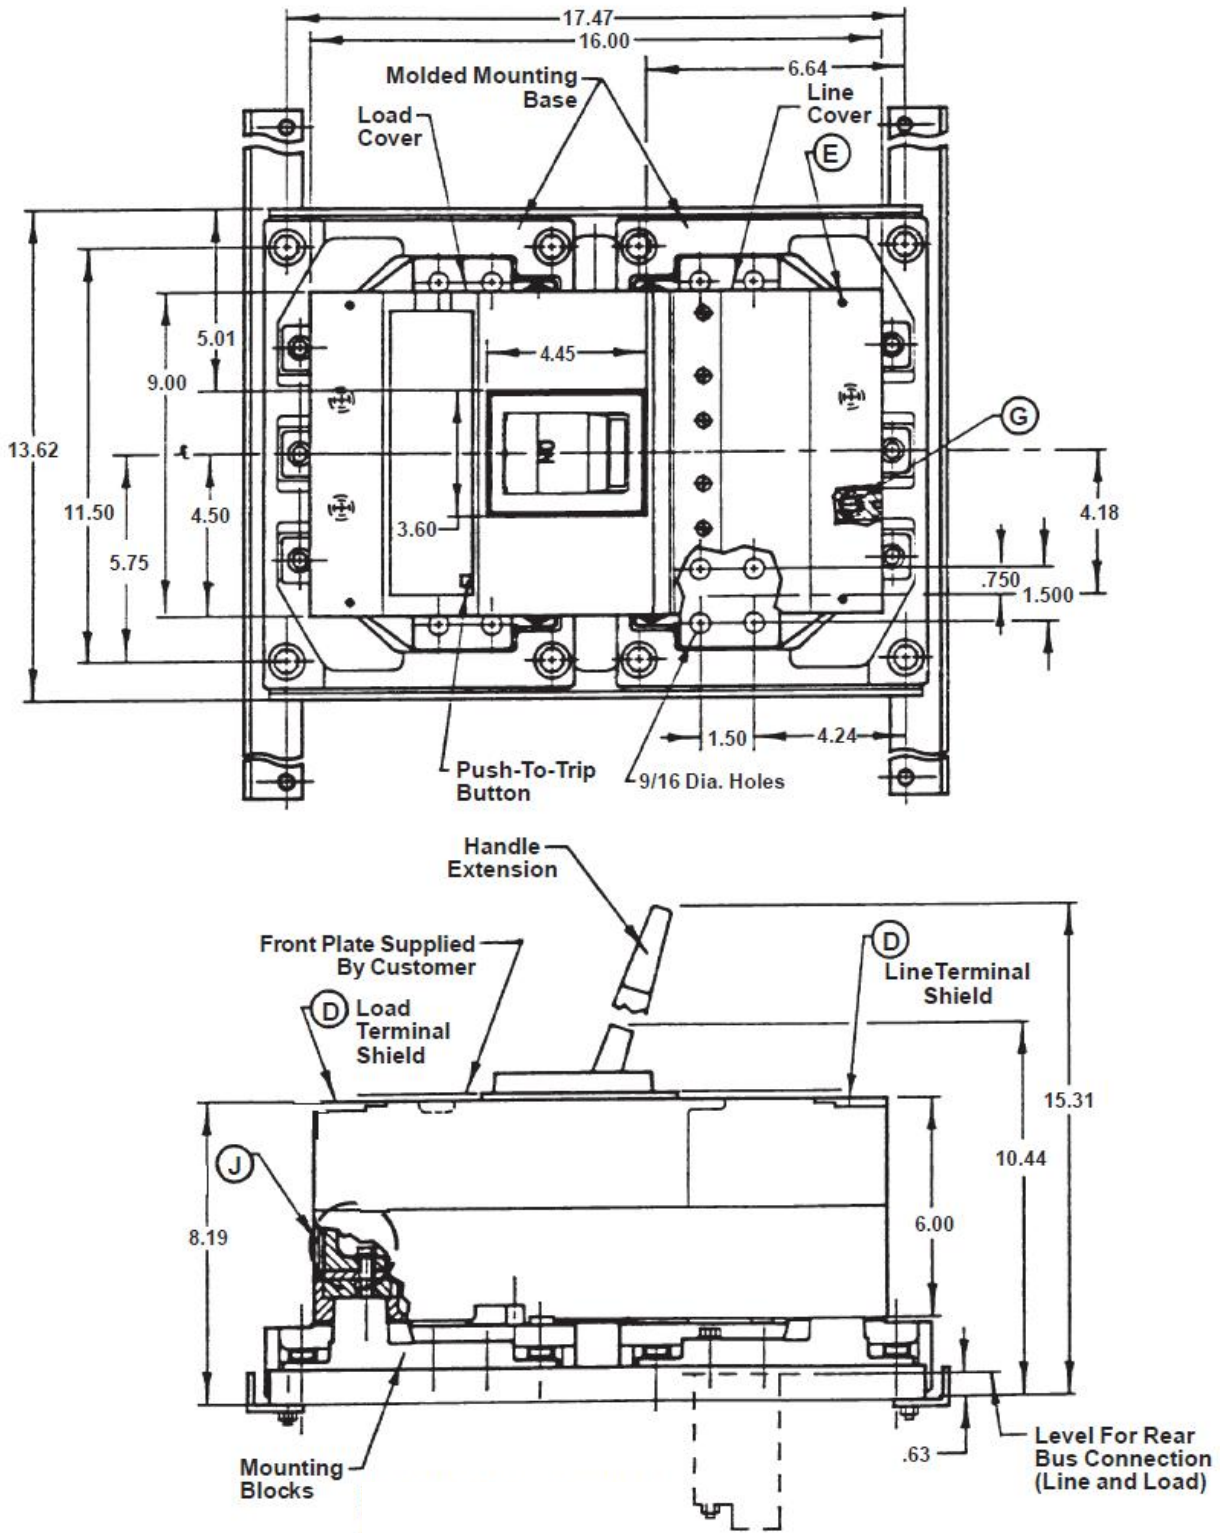 17.47
16.00
6.64
Molded Mounting
Base
Line
Cover
Load
Cover
E
5.01
4.45
9.00
G
13.62
11.50
4.50
3.60
4.18
5.75
.750
1.500
ON
1.50
4.24
Push-To-Trip
Button
9/16 Dia. Holes
Handle
Extension
Front Plate Supplied
By Customer
D
Line Terminal
Shield
D
Load
Terminal
Shield
15.31
10.44
J
8.19
6.00
Mounting
Blocks
.63
Level For Rear
Bus Connection
(Line and Load)